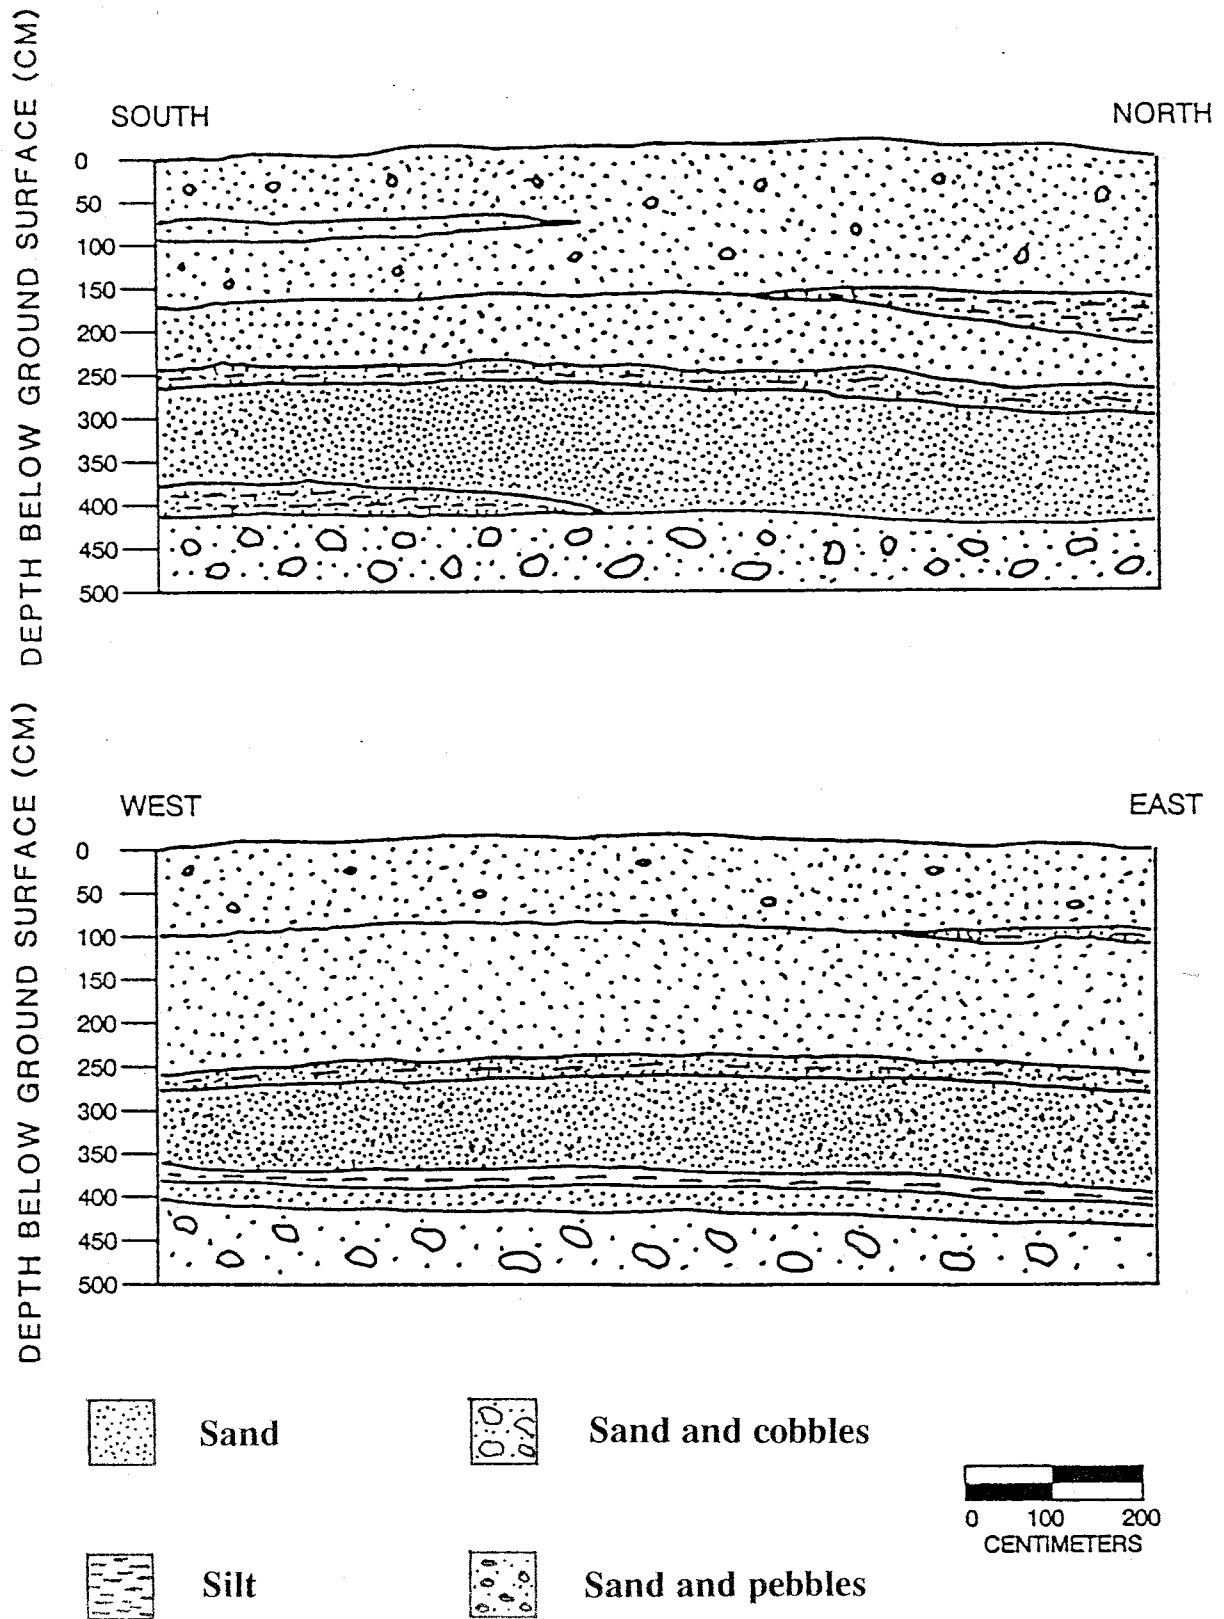 DEPTH BELOW GROUND SURFACE (CM)
SOUTH
NORTH
0
50
100
150
200
250
300
350
400
450
500
DEPTH BELOW GROUND SURFACE (CM)
WEST
EAST
0
50
100
150
200
250
300
350
400
450
500
Sand
Sand and cobbles
0 100 200
CENTIMETERS
Silt
Sand and pebbles